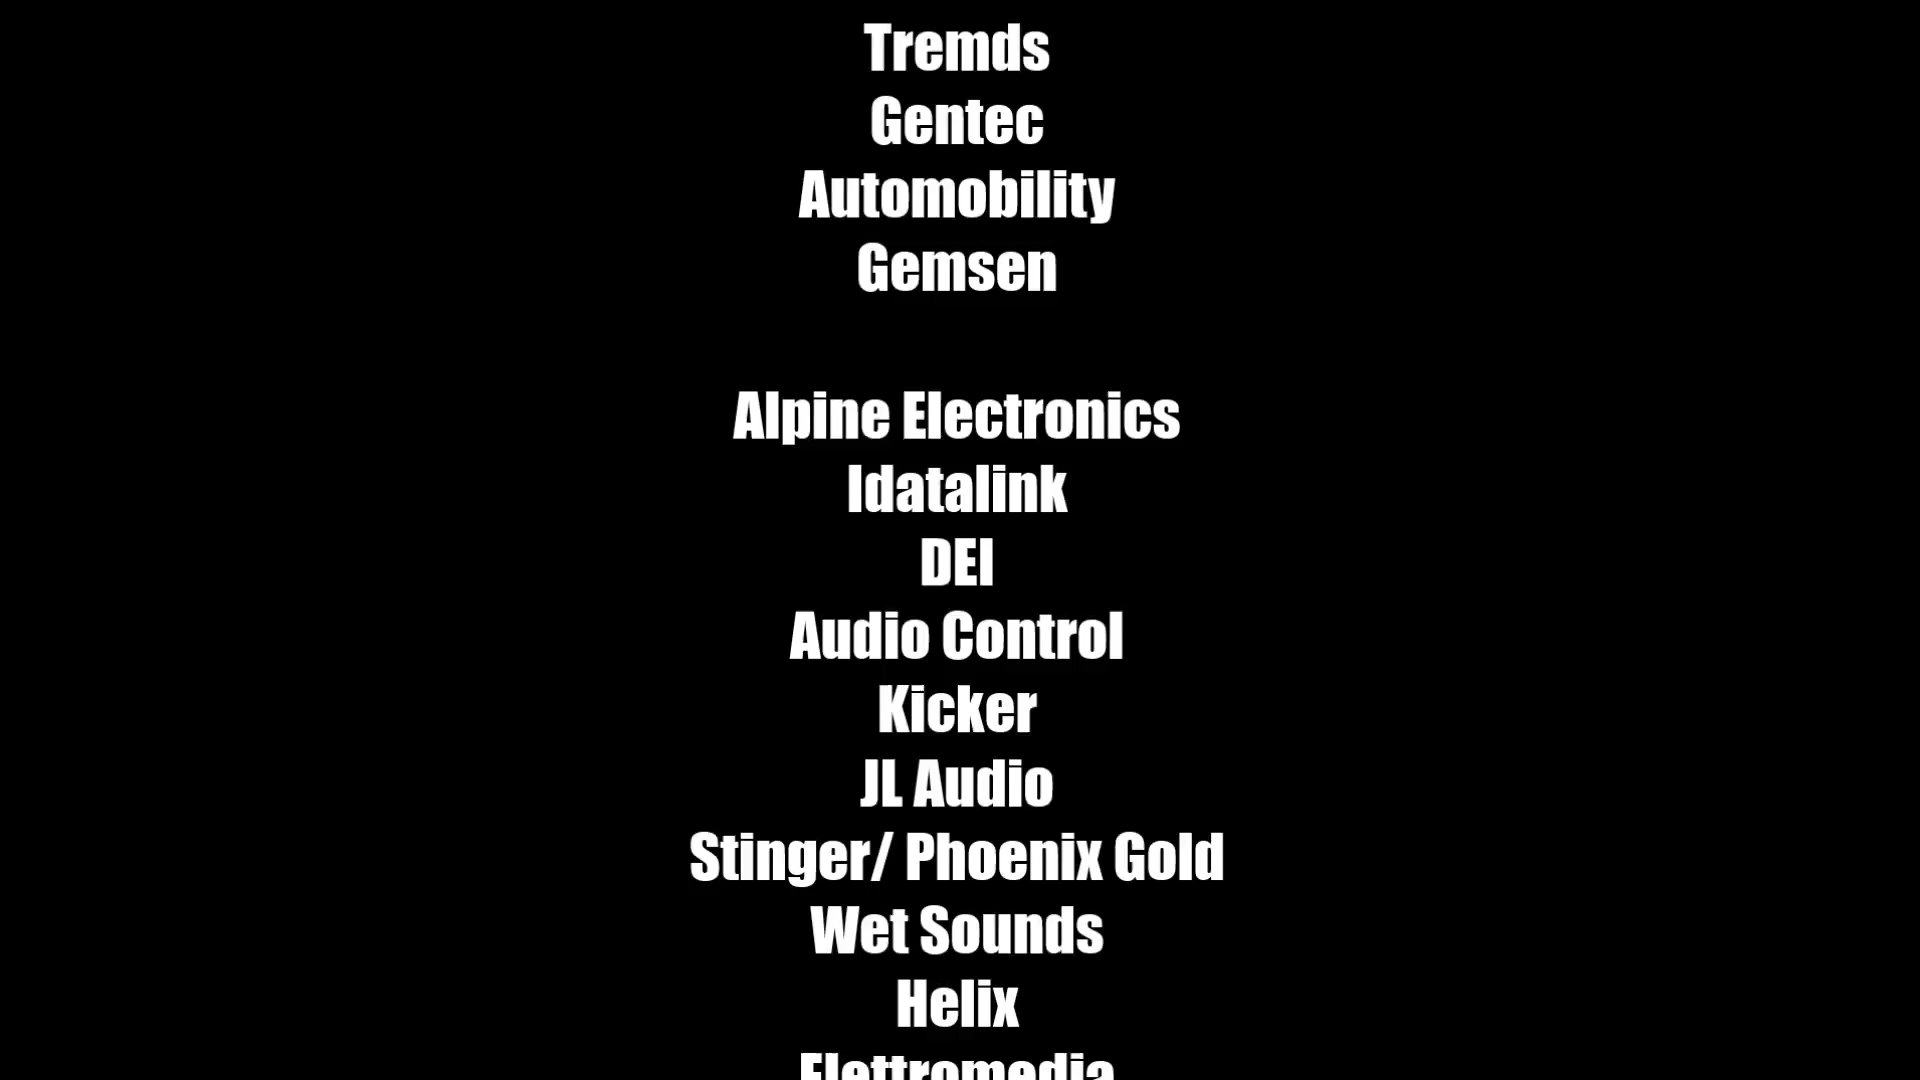 Tremds
Gentec
Automobility
Gemsen
Alpine Electronics
Idatalink
DEI
Audio Control
Kicker
JL Audio
Stinger/ Phoenix Gold
Wet Sounds
Helix
Elettromedia